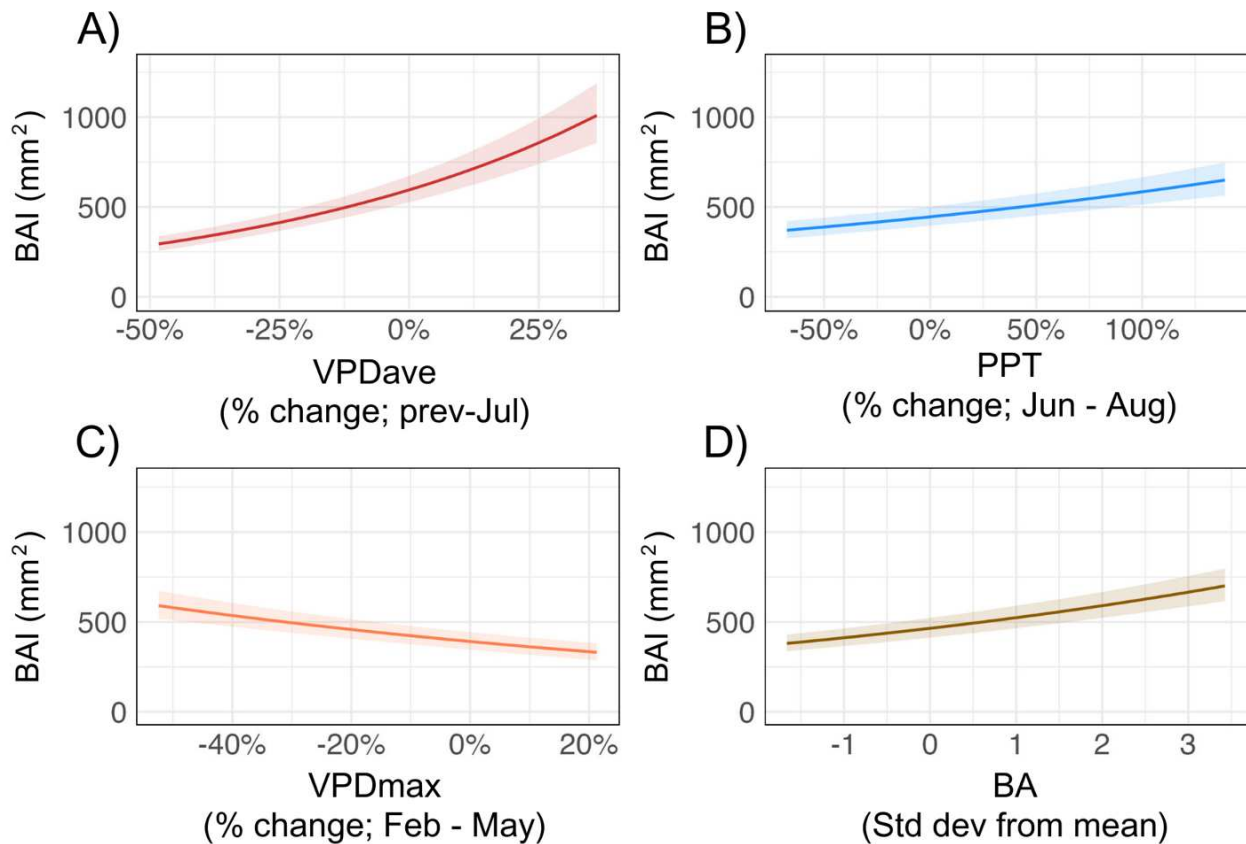 A)
BAI (mm²)
1000
500
0
-50% -25% 0% 25%
VPDave
(% change; prev-Jul)
B)
BAI (mm²)
1000
500
0
-50% 0% 50% 100%
PPT
(% change; Jun - Aug)
C)
BAI (mm²)
1000
500
0
-40% -20% 0% 20%
VPDmax
(% change; Feb - May)
D)
BAI (mm²)
1000
500
0
-1 0 1 2 3
BA
(Std dev from mean)